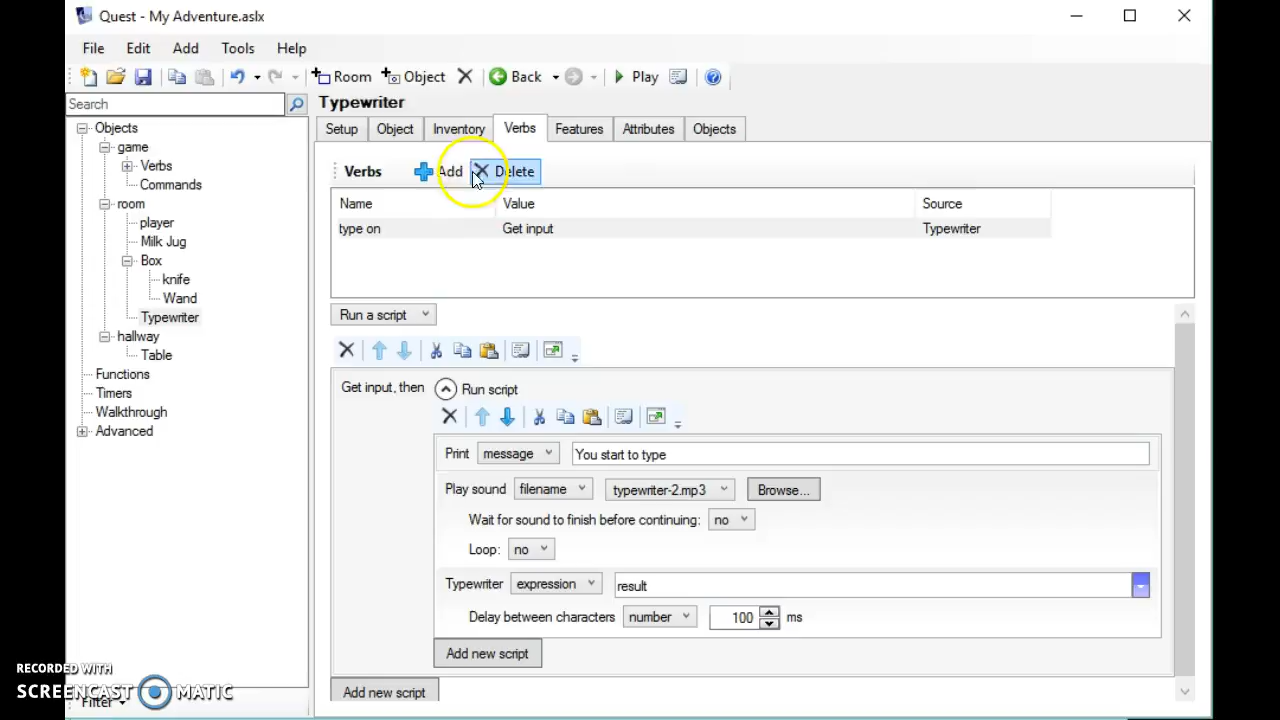 Quest - My Adventure.aslx
File Edit Add Tools Help
Room Object Back Play
Search
Typewriter
Setup Object Inventory Verbs Features Attributes Objects
Objects
game
Verbs
Commands
room
player
Milk Jug
Box
knife
Wand
Typewriter
hallway
Table
Functions
Timers
Walkthrough
Advanced
Filter
Verbs Add Delete
Name Value Source
type on Get input Typewriter
Run a script
Get input, then Run script
Print message You start to type
Play sound filename typewriter-2.mp3 Browse...
Wait for sound to finish before continuing: no
Loop: no
Typewriter expression result
Delay between characters number 100 ms
Add new script
Add new script
RECORDED WITH
SCREENCAST MATIC